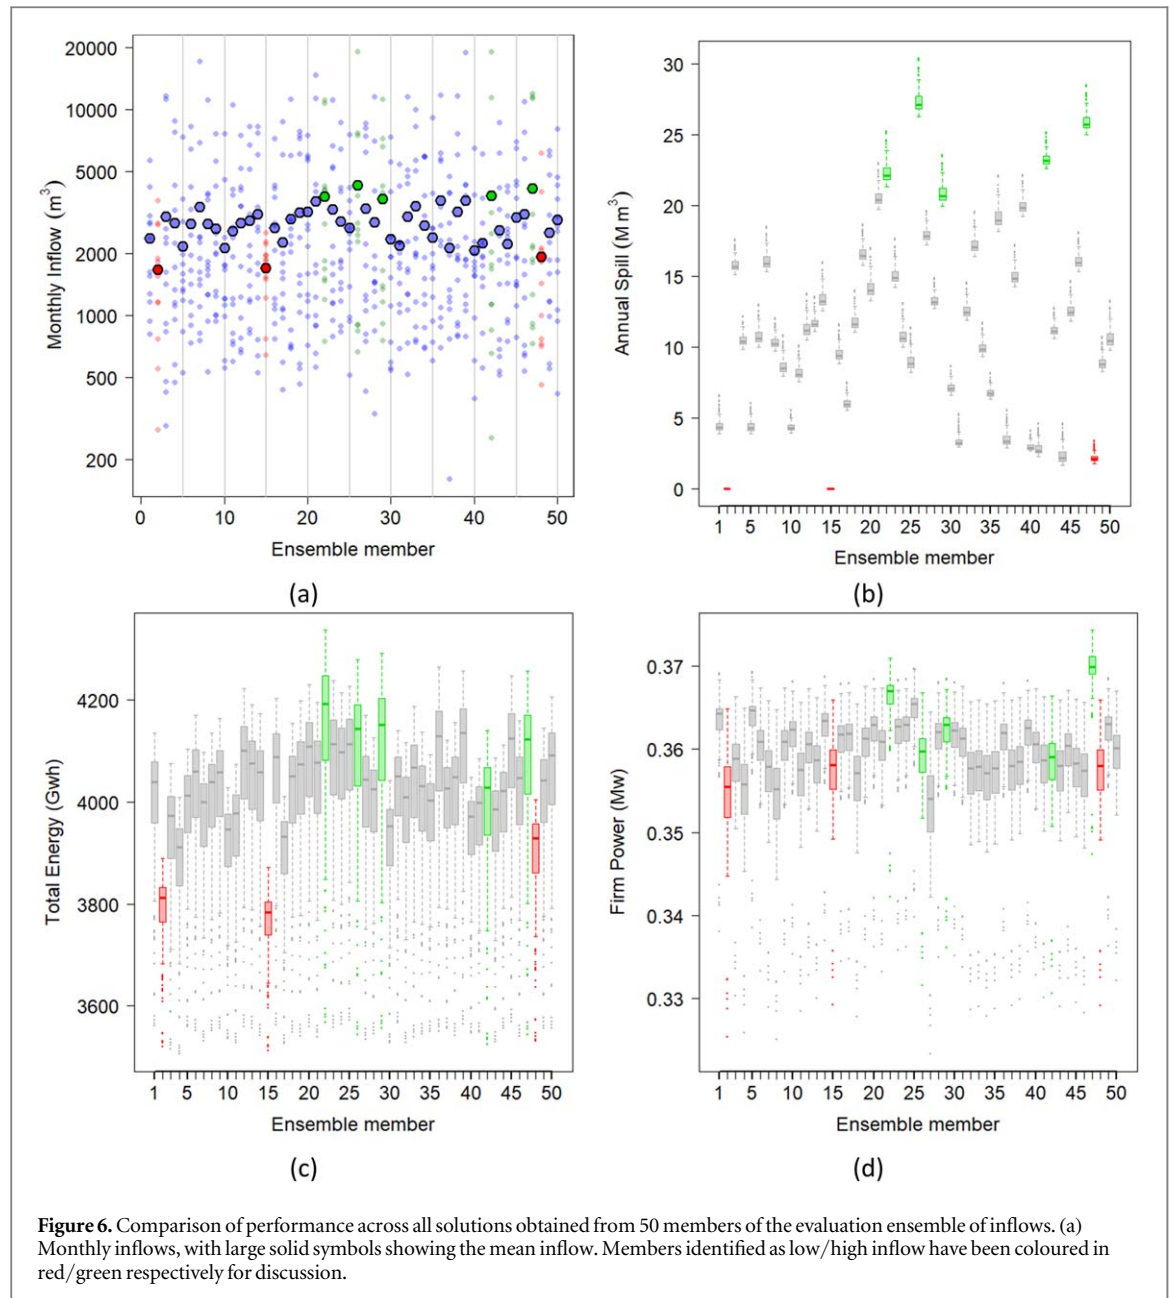 Monthly Inflow (m³)
20000
10000
5000
2000
1000
500
200
0 10 20 30 40 50
Ensemble member
(a)
Annual Spill (M m³)
30
25
20
15
10
5
0
1 5 10 15 20 25 30 35 40 45 50
Ensemble member
(b)
Total Energy (Gwh)
4200
4000
3800
3600
1 5 10 15 20 25 30 35 40 45 50
Ensemble member
(c)
Firm Power (Mw)
0.37
0.36
0.35
0.34
0.33
1 5 10 15 20 25 30 35 40 45 50
Ensemble member
(d)
Figure 6. Comparison of performance across all solutions obtained from 50 members of the evaluation ensemble of inflows. (a)
Monthly inflows, with large solid symbols showing the mean inflow. Members identified as low/high inflow have been coloured in
red/green respectively for discussion.